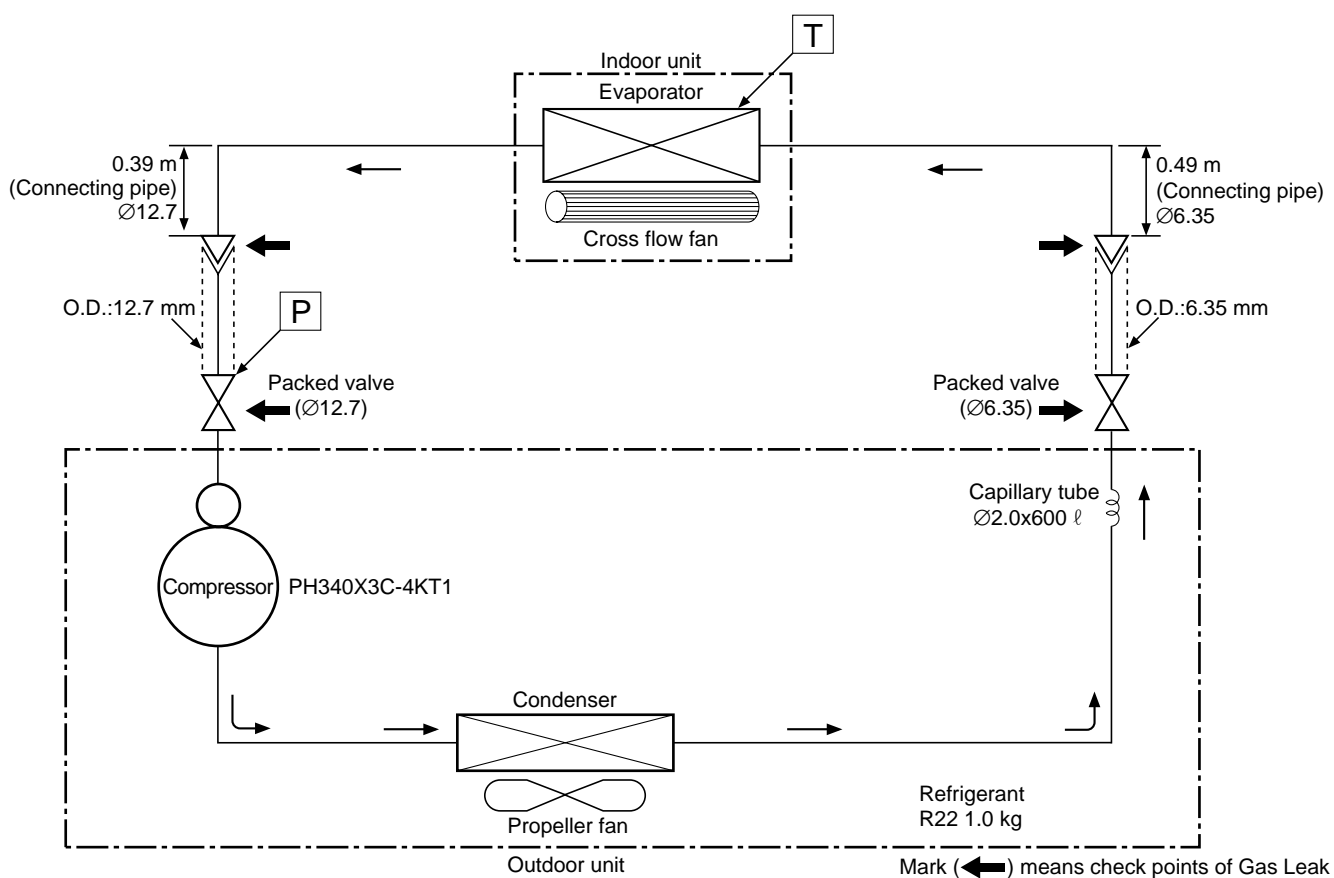 T
Indoor unit
Evaporator
0.39 m
(Connecting pipe)
∅12.7
0.49 m
(Connecting pipe)
∅6.35
Cross flow fan
O.D.:12.7 mm
P
O.D.:6.35 mm
Packed valve
(∅12.7)
Packed valve
(∅6.35)
Capillary tube
∅2.0x600 ℓ
Compressor
PH340X3C-4KT1
Condenser
Propeller fan
Refrigerant
R22 1.0 kg
Outdoor unit
Mark (⬅) means check points of Gas Leak